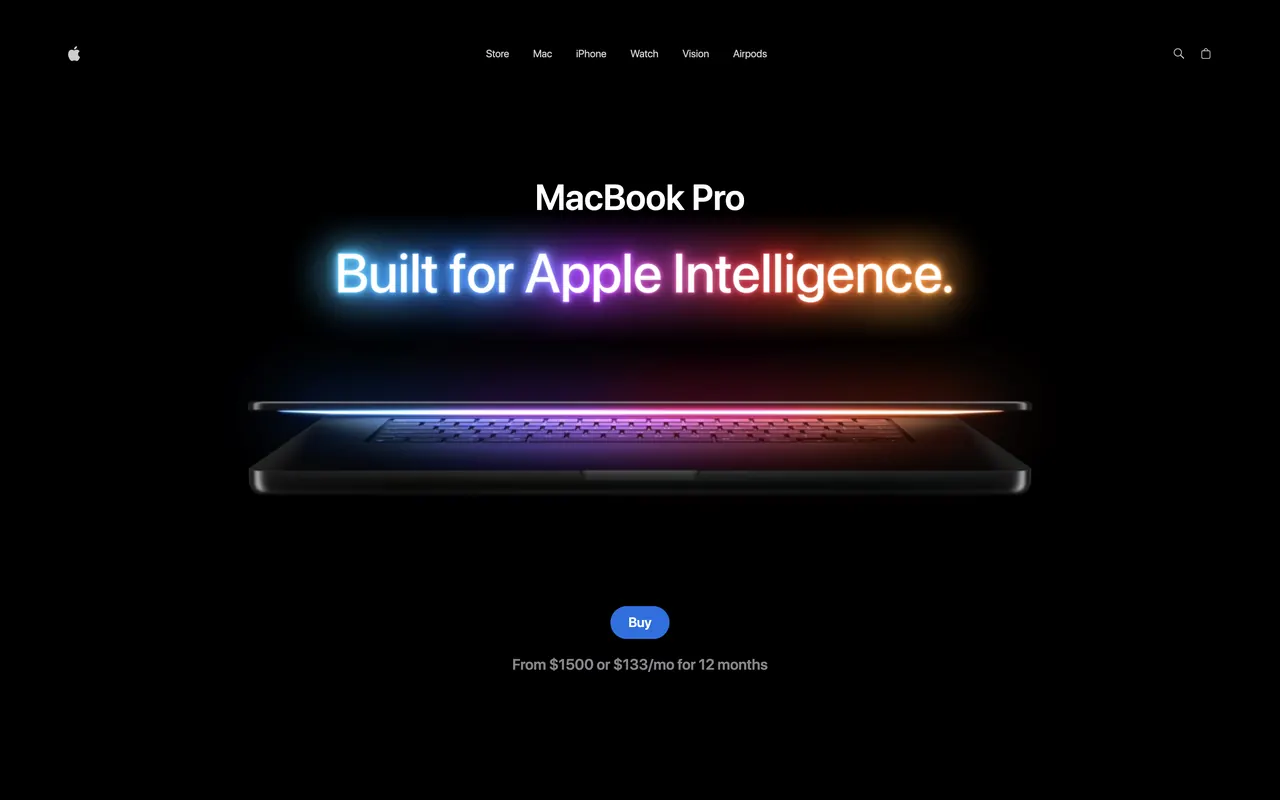 Store Mac iPhone Watch Vision Airpods
MacBook Pro
Built for Apple Intelligence.
Buy
From $1500 or $133/mo for 12 months